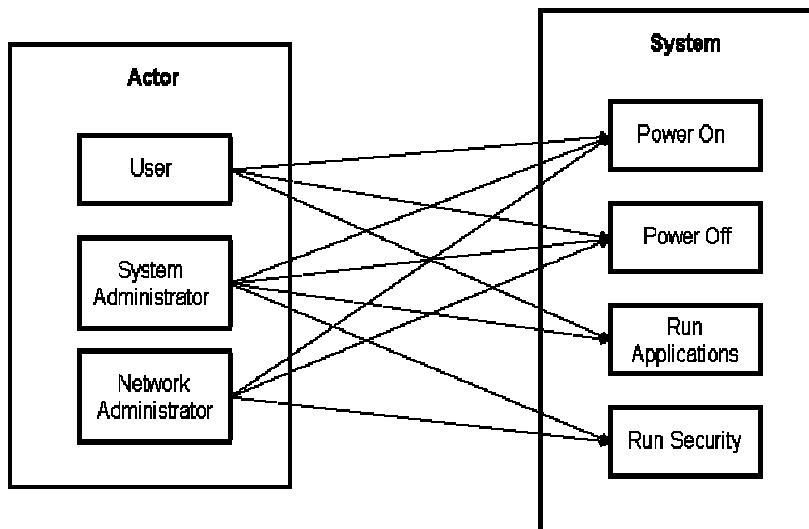 Actor
User
System
Administrator
Network
Administrator
System
Power On
Power Off
Run
Applications
Run Security